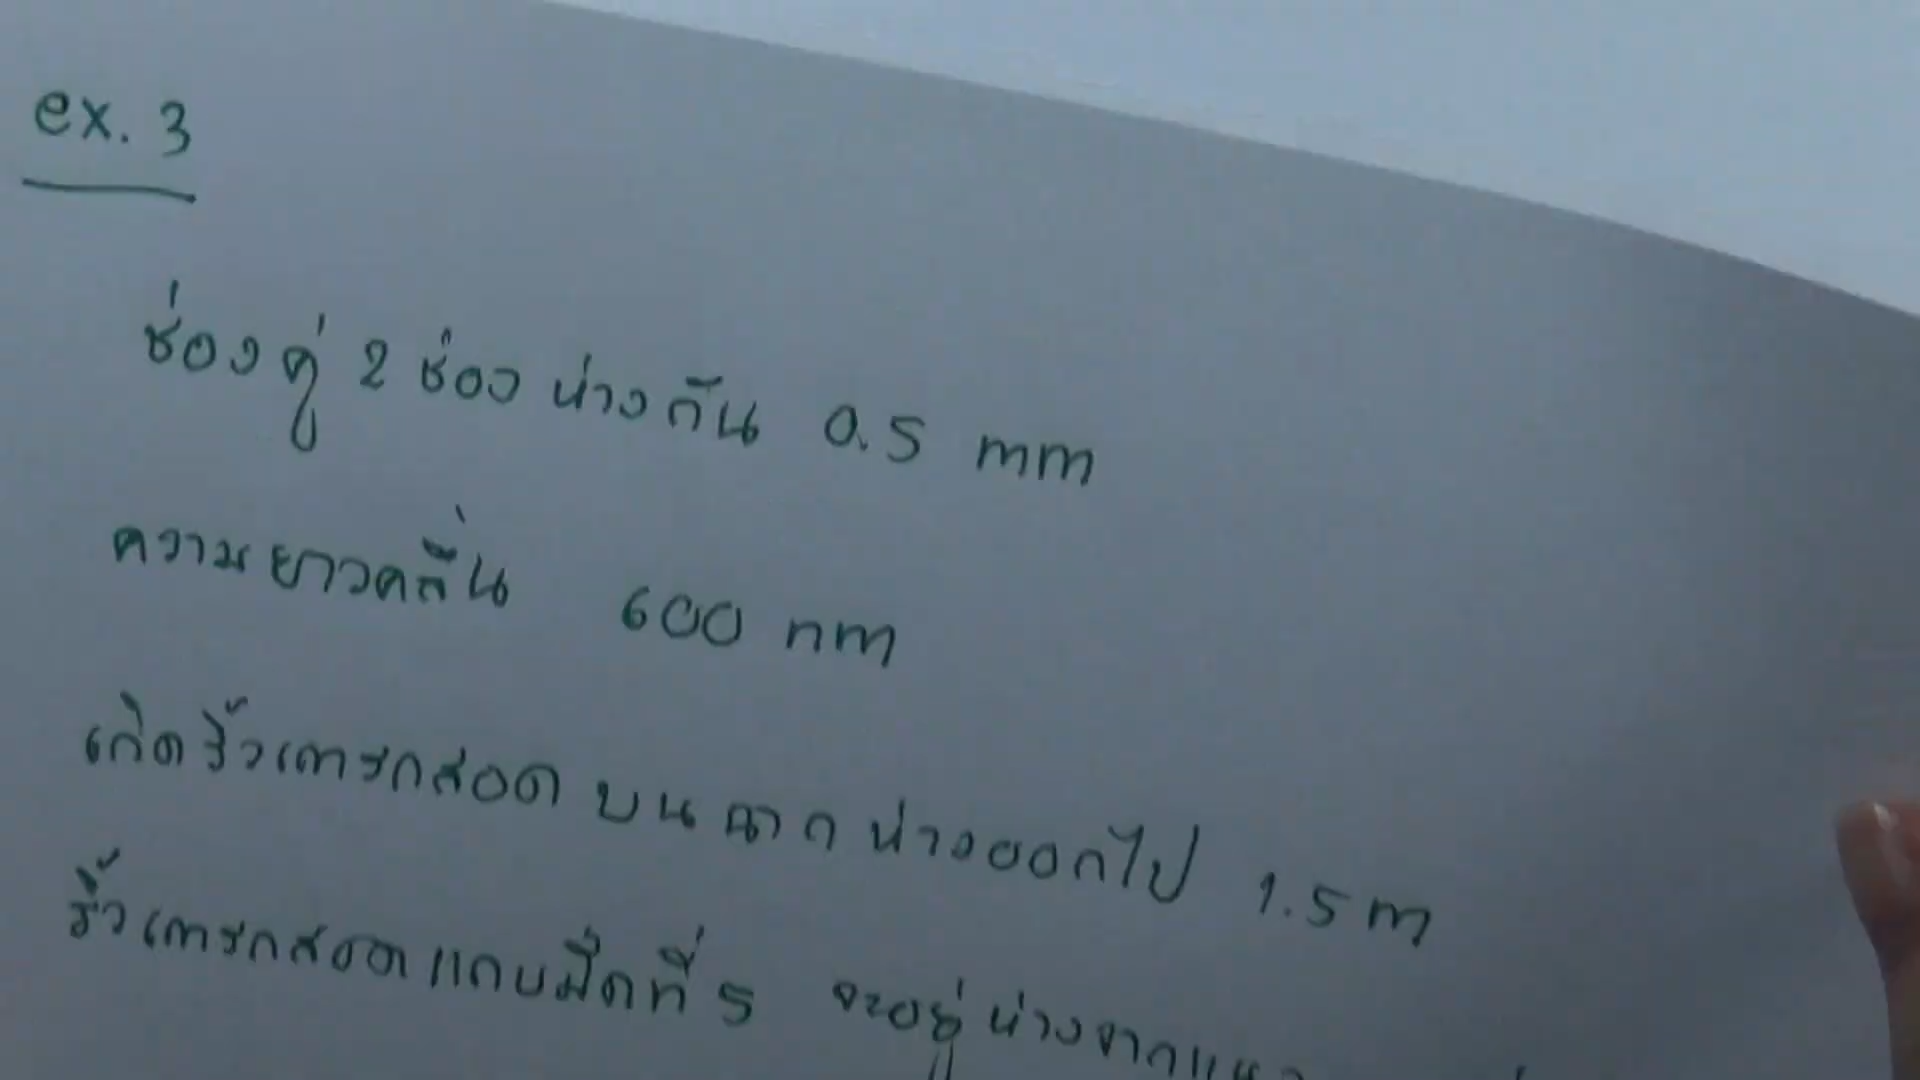 ex. 3
ช่องคู่ 2 ช่อง ห่างกัน 0.5 mm
ความยาวคลื่น 600 nm
เกิดริ้วแทรกสอด บนฉาก ห่างออกไป 1.5 m
ริ้วแทรกสอดแถบมืดที่ 5 จะอยู่ห่างจาก